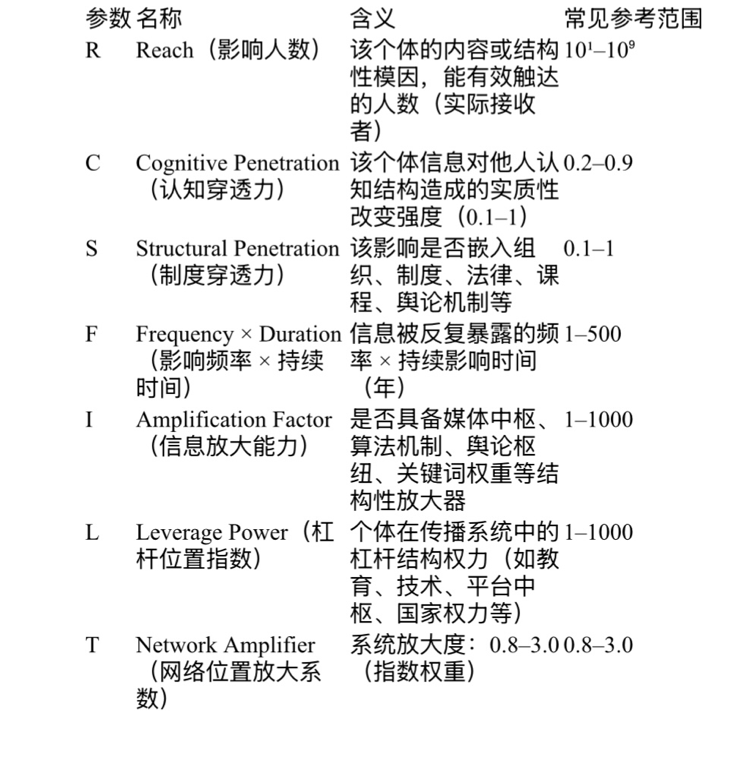 参数 名称 含义 常见参考范围
R Reach（影响人数） 该个体的内容或结构 10¹–10⁹
性模因，能有效触达
的人数（实际接收
者）
C Cognitive Penetration 该个体信息对他人认 0.2–0.9
（认知穿透力） 知结构造成的实质性
改变强度（0.1–1）
S Structural Penetration 该影响是否嵌入组 0.1–1
（制度穿透力） 织、制度、法律、课
程、舆论机制等
F Frequency × Duration 信息被反复暴露的频 1–500
（影响频率 × 持续 率 × 持续影响时间
时间） （年）
I Amplification Factor 是否具备媒体中枢、 1–1000
（信息放大能力） 算法机制、舆论枢
纽、关键词权重等结
构性放大器
L Leverage Power（杠 个体在传播系统中的 1–1000
杆位置指数） 杠杆结构权力（如教
育、技术、平台中
枢、国家权力等）
T Network Amplifier 系统放大度：0.8–3.0 0.8–3.0
（网络位置放大系 （指数权重）
数）